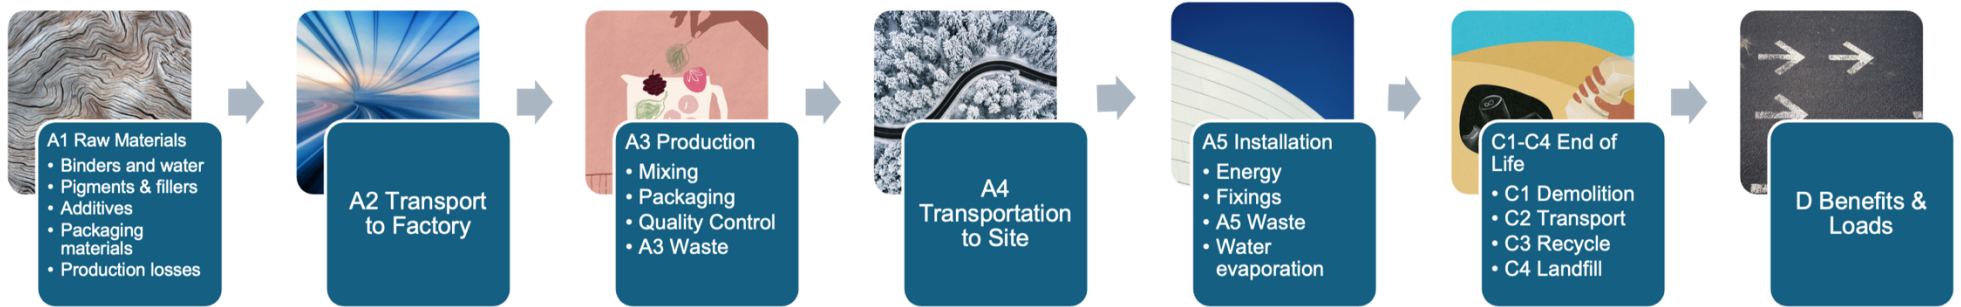 A1 Raw Materials
• Binders and water
• Pigments & fillers
• Additives
• Packaging
materials
• Production losses
A2 Transport
to Factory
A3 Production
• Mixing
• Packaging
• Quality Control
• A3 Waste
A4
Transportation
to Site
A5 Installation
• Energy
• Fixings
• A5 Waste
• Water
evaporation
C1-C4 End of
Life
• C1 Demolition
• C2 Transport
• C3 Recycle
• C4 Landfill
D Benefits &
Loads